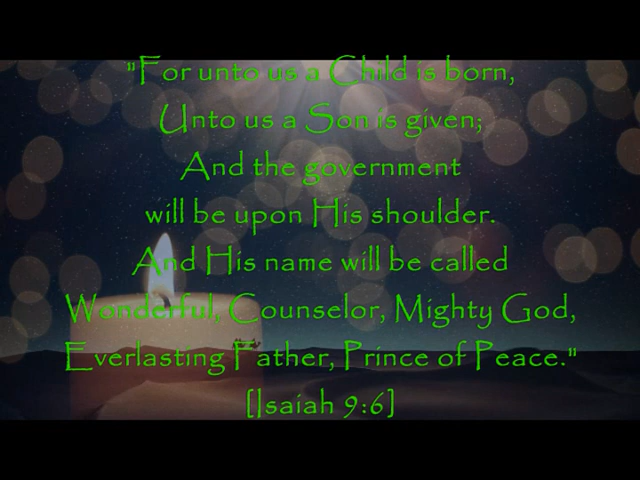 "For unto us a Child is born,
Unto us a Son is given;
And the government
will be upon His shoulder.
And His name will be called
Wonderful, Counselor, Mighty God,
Everlasting Father, Prince of Peace."
[Isaiah 9:6]